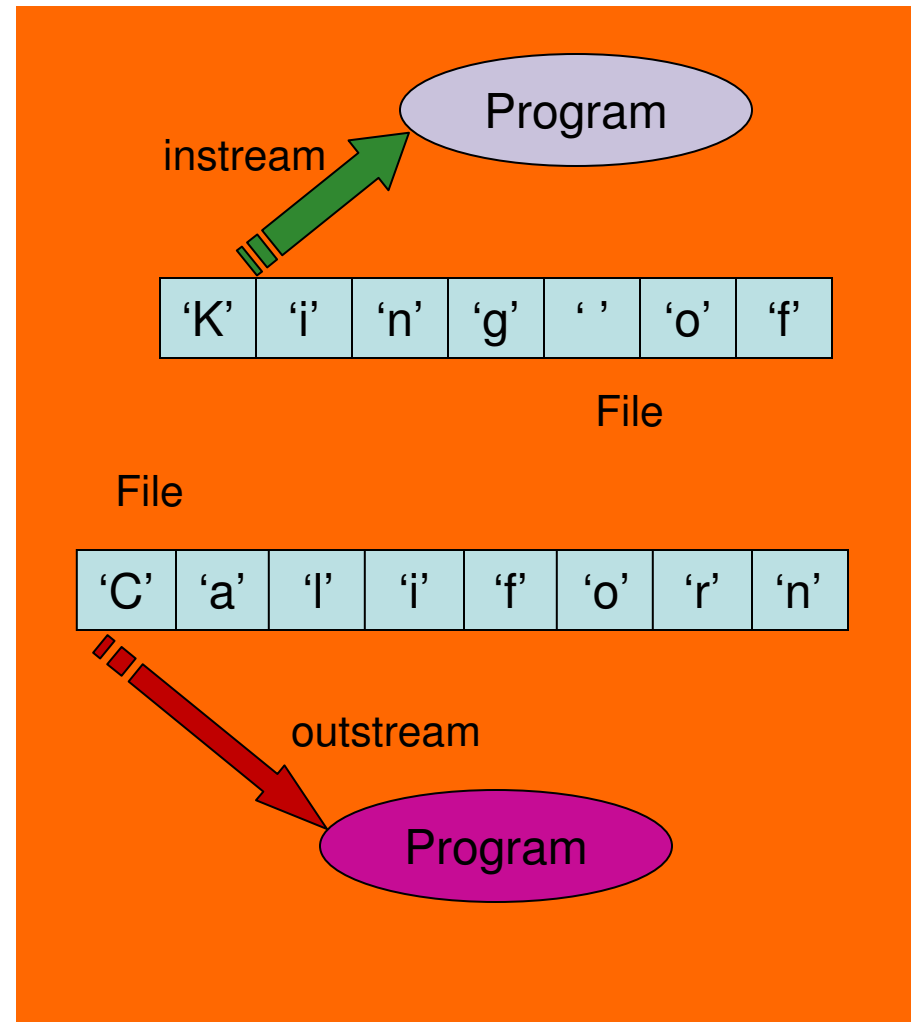 Program
instream
‘K’ ‘i’ ‘n’ ‘g’ ‘ ’ ‘o’ ‘f’
File
File
‘C’ ‘a’ ‘l’ ‘i’ ‘f’ ‘o’ ‘r’ ‘n’
outstream
Program